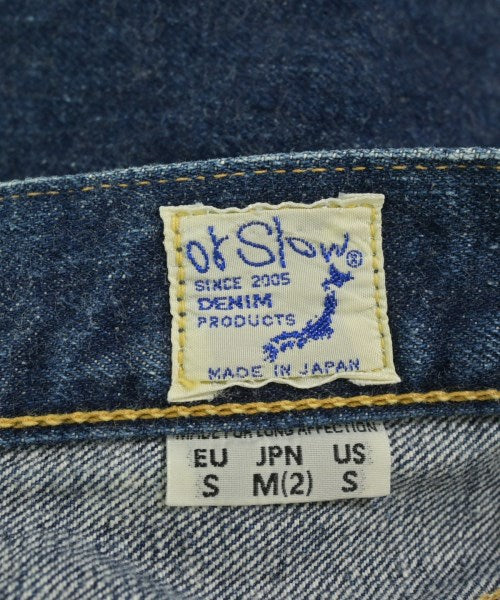 orSlow®
SINCE 2005
DENIM
PRODUCTS
MADE IN JAPAN
MADE FOR LONG AFFECTION
EU JPN US
S M(2) S